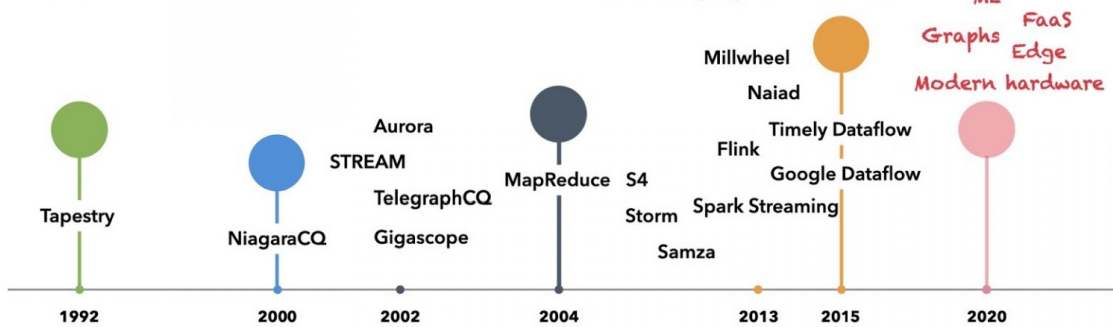 FaaS
Graphs
Edge
Modern hardware
Millwheel
Naiad
Timely Dataflow
Flink
Google Dataflow
Spark Streaming
Aurora
STREAM
TelegraphCQ
Gigascope
MapReduce
S4
Storm
Samza
Tapestry
NiagaraCQ
1992
2000
2002
2004
2013
2015
2020